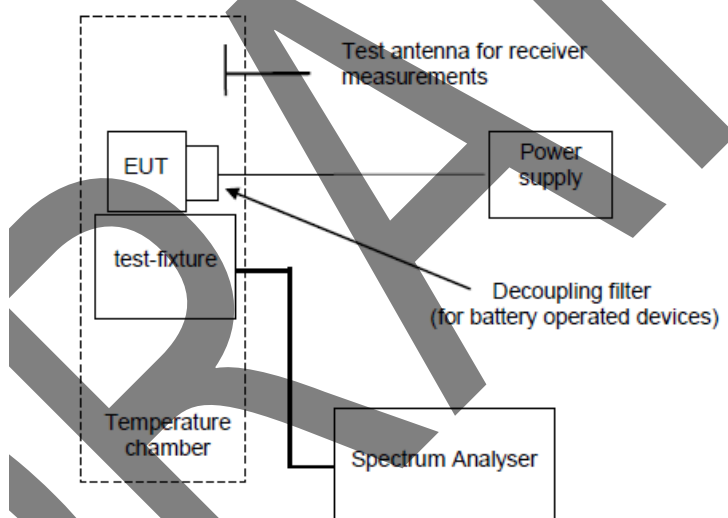 Test antenna for receiver
measurements
EUT
Power
supply
test-fixture
Decoupling filter
(for battery operated devices)
Temperature
chamber
Spectrum Analyser